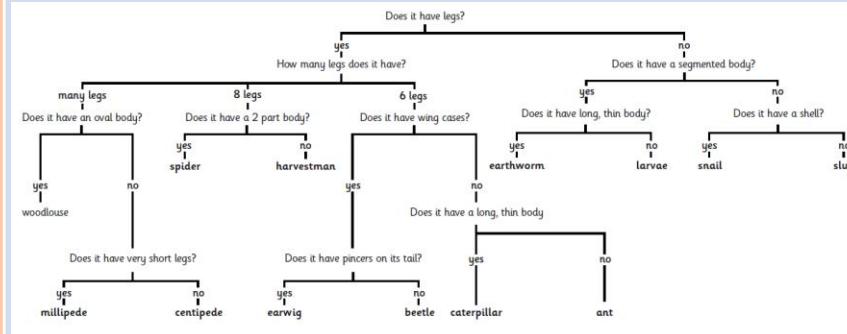 Does it have legs?
yes no
How many legs does it have? Does it have a segmented body?
many legs 8 legs 6 legs yes no
Does it have an oval body? Does it have a 2 part body? Does it have wing cases? Does it have long, thin body? Does it have a shell?
yes no yes no yes no
spider harvestman earthworm larvae snail
yes no yes no
woodlouse Does it have a long, thin body
Does it have very short legs? Does it have pincers on its tail? yes no
yes no yes no
millipede centipede earwig beetle caterpillar ant